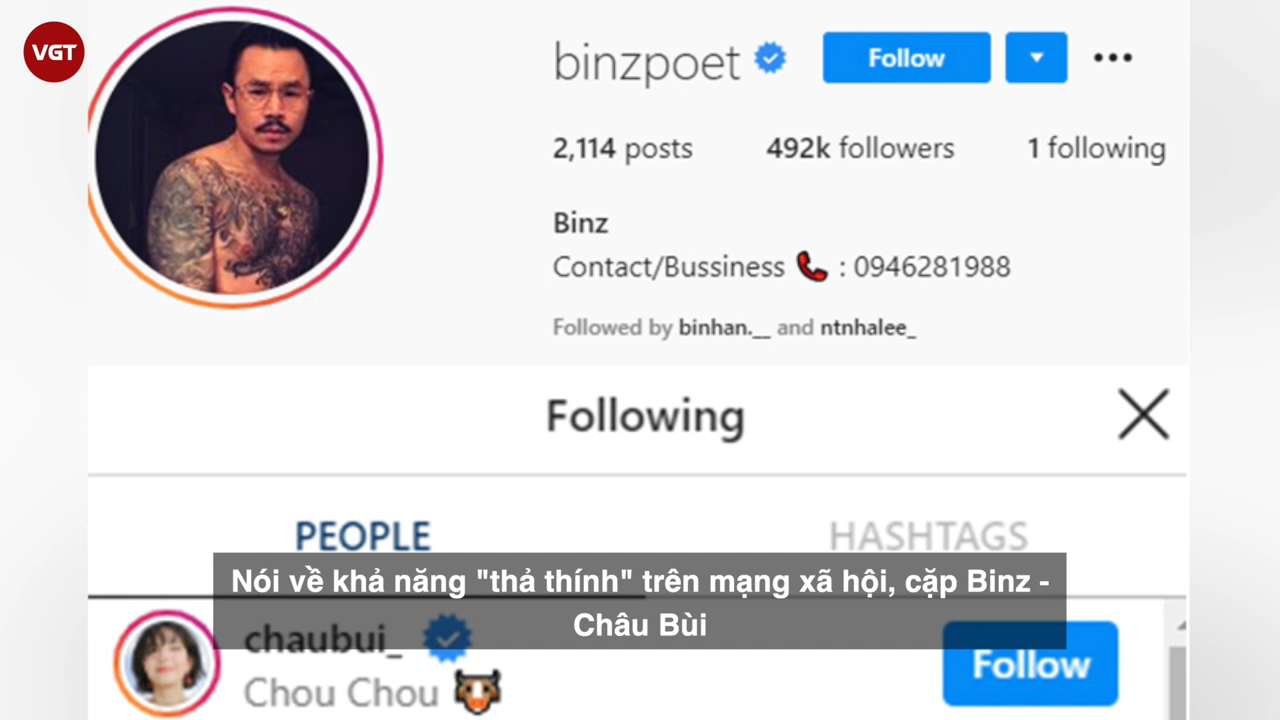 VGT
binzpoet
Follow
2,114 posts 492k followers 1 following
Binz
Contact/Bussiness 📞 : 0946281988
Followed by binhan.__ and ntnhalee_
Following
PEOPLE HASHTAGS
Nói về khả năng "thả thính" trên mạng xã hội, cặp Binz -
Châu Bùi
chaubui_
Chou Chou 🐮
Follow